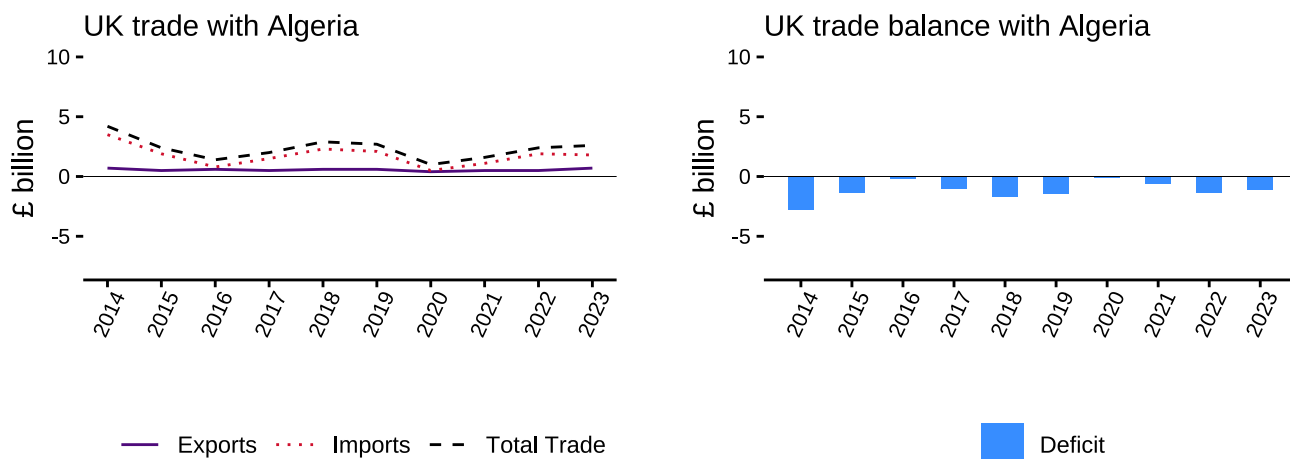 UK trade with Algeria
10
5
0
-5
£ billion
2014 2015 2016 2017 2018 2019 2020 2021 2022 2023
Exports Imports Total Trade
UK trade balance with Algeria
10
5
0
-5
£ billion
2014 2015 2016 2017 2018 2019 2020 2021 2022 2023
Deficit